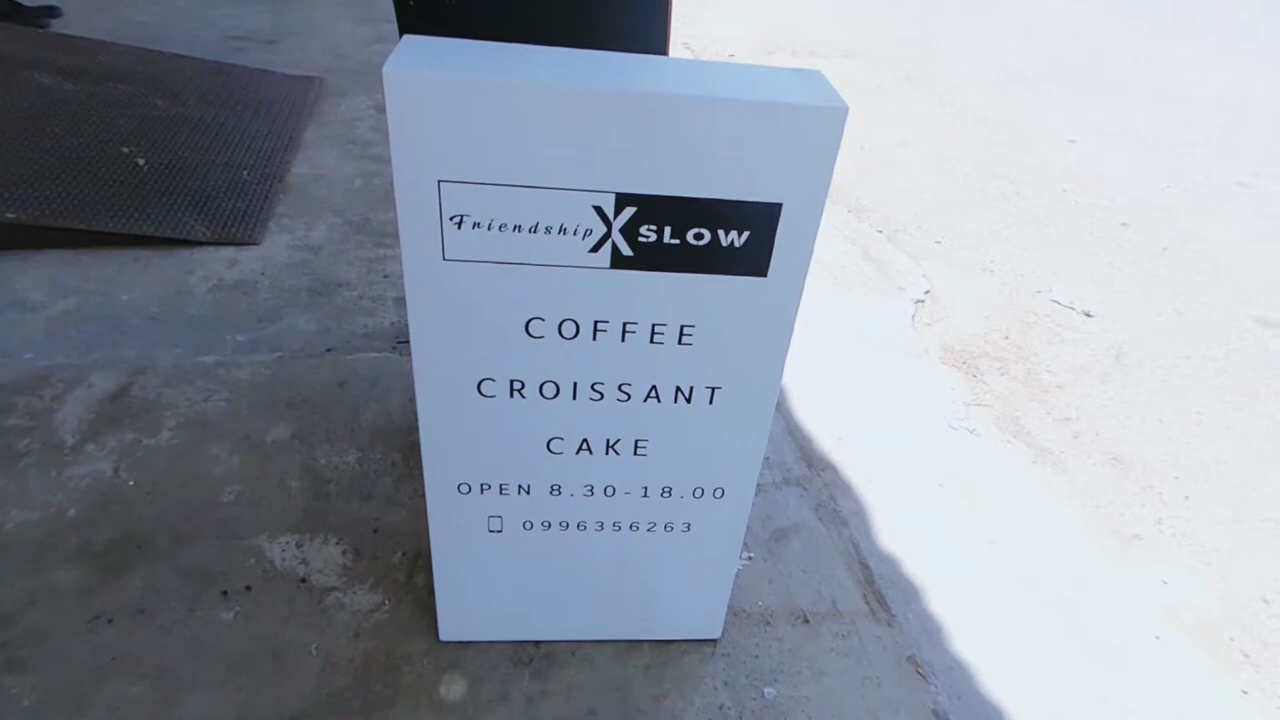 Friendship X SLOW
COFFEE
CROISSANT
CAKE
OPEN 8.30-18.00
0996356263